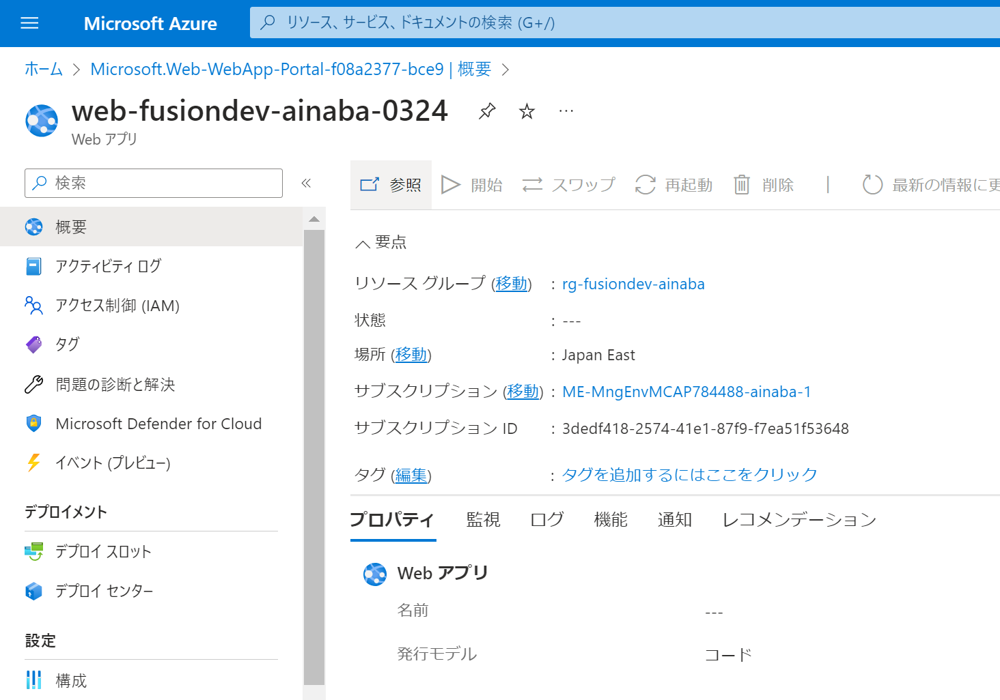 Microsoft Azure
リソース、サービス、ドキュメントの検索 (G+/)
ホーム > Microsoft.Web-WebApp-Portal-f08a2377-bce9 | 概要 >
web-fusiondev-ainaba-0324
Web アプリ
検索
«
概要
アクティビティ ログ
アクセス制御 (IAM)
タグ
問題の診断と解決
Microsoft Defender for Cloud
イベント (プレビュー)
デプロイメント
デプロイ スロット
デプロイ センター
設定
構成
参照 開始 スワップ 再起動 削除 最新の情報に更
要点
リソース グループ (移動) : rg-fusiondev-ainaba
状態 : ---
場所 (移動) : Japan East
サブスクリプション (移動) : ME-MngEnvMCAP784488-ainaba-1
サブスクリプション ID : 3dedf418-2574-41e1-87f9-f7ea51f53648
タグ (編集) : タグを追加するにはここをクリック
プロパティ 監視 ログ 機能 通知 レコメンデーション
Web アプリ
名前 ---
発行モデル コード